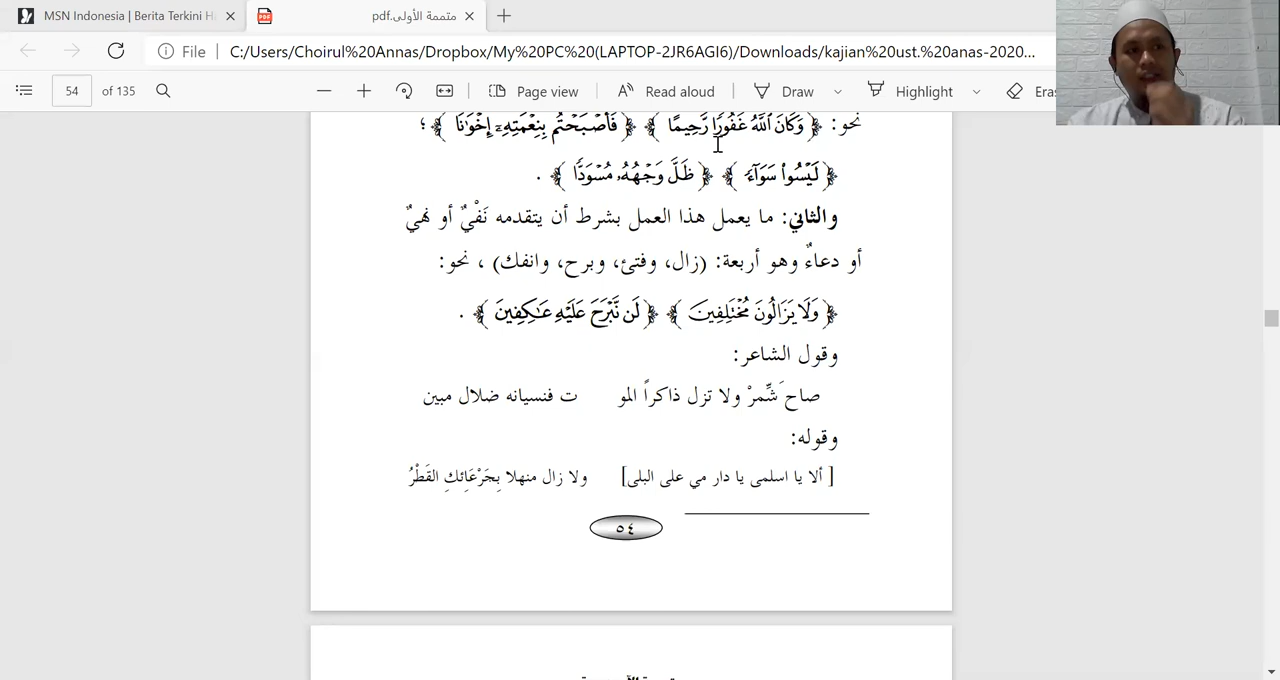 MSN Indonesia | Berita Terkini
متممة الأولى.pdf
File C:/Users/Choirul%20Annas/Dropbox/My%20PC%20(LAPTOP-2JR6AGI6)/Downloads/kajian%20ust.%20anas-2020...
54 of 135 Page view Read aloud Draw Highlight Eras
نحو: ﴿ وَكَانَ ٱللَّهُ غَفُورٗا رَّحِيمٗا ﴾ ﴿ فَأَصۡبَحۡتُم بِنِعۡمَتِهِۦٓ إِخۡوَٰنٗا ﴾ ؛
﴿ لَيۡسُواْ سَوَآءٗ ﴾ ﴿ ظَلَّ وَجۡهُهُۥ مُسۡوَدّٗا ﴾ .
والثاني: ما يعمل هذا العمل بشرط أن يتقدمه نَفْيٌ أو نهيٌ
أو دعاءٌ وهو أربعة: (زال، وفتئ، وبرح، وانفك) ، نحو:
﴿ وَلَا يَزَالُونَ مُخۡتَلِفِينَ ﴾ ﴿ لَن نَّبۡرَحَ عَلَيۡهِ عَٰكِفِينَ ﴾ .
وقول الشاعر:
صاح َشِّمرْ ولا تزل ذاكراً المو ت فنسيانه ضلال مبين
وقوله:
[ ألا يا اسلمى يا دار مي على البلى] ولا زال منهلا بِجَرْعَائكِ القَطْرُ
٥٤